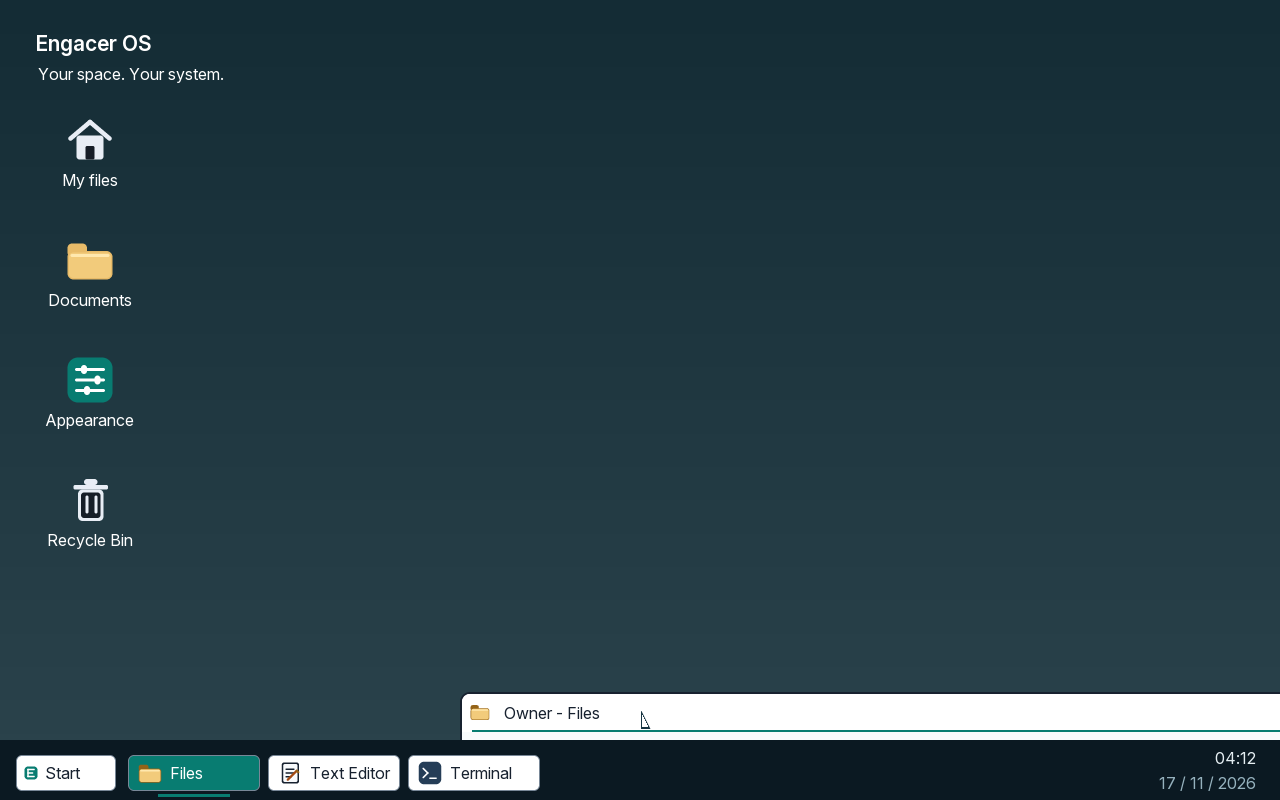 Engacer OS
Your space. Your system.
My files
Documents
Appearance
Recycle Bin
Owner - Files
Start
Files
Text Editor
Terminal
04:12
17 / 11 / 2026